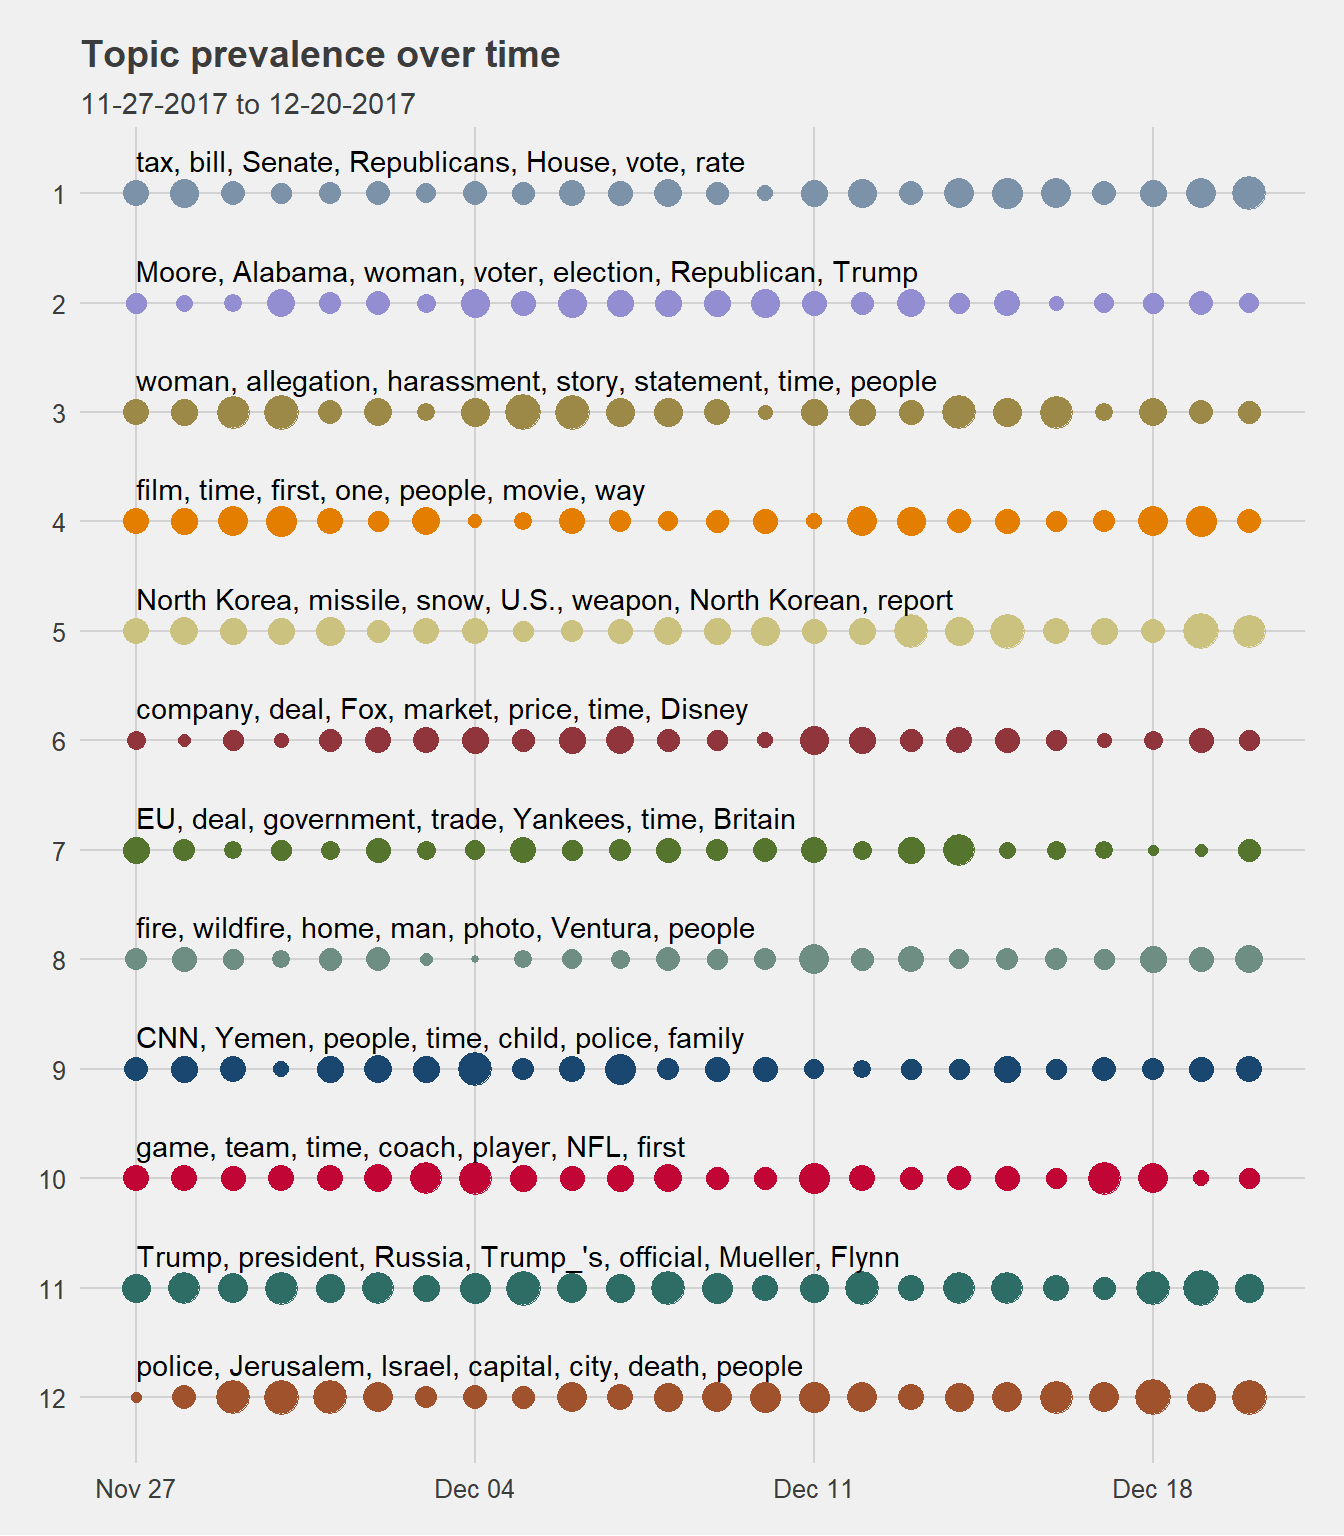 Topic prevalence over time
11-27-2017 to 12-20-2017
tax, bill, Senate, Republicans, House, vote, rate
1
Moore, Alabama, woman, voter, election, Republican, Trump
2
woman, allegation, harassment, story, statement, time, people
3
film, time, first, one, people, movie, way
4
North Korea, missile, snow, U.S., weapon, North Korean, report
5
company, deal, Fox, market, price, time, Disney
6
EU, deal, government, trade, Yankees, time, Britain
7
fire, wildfire, home, man, photo, Ventura, people
8
CNN, Yemen, people, time, child, police, family
9
game, team, time, coach, player, NFL, first
10
Trump, president, Russia, Trump_'s, official, Mueller, Flynn
11
police, Jerusalem, Israel, capital, city, death, people
12
Nov 27 Dec 04 Dec 11 Dec 18